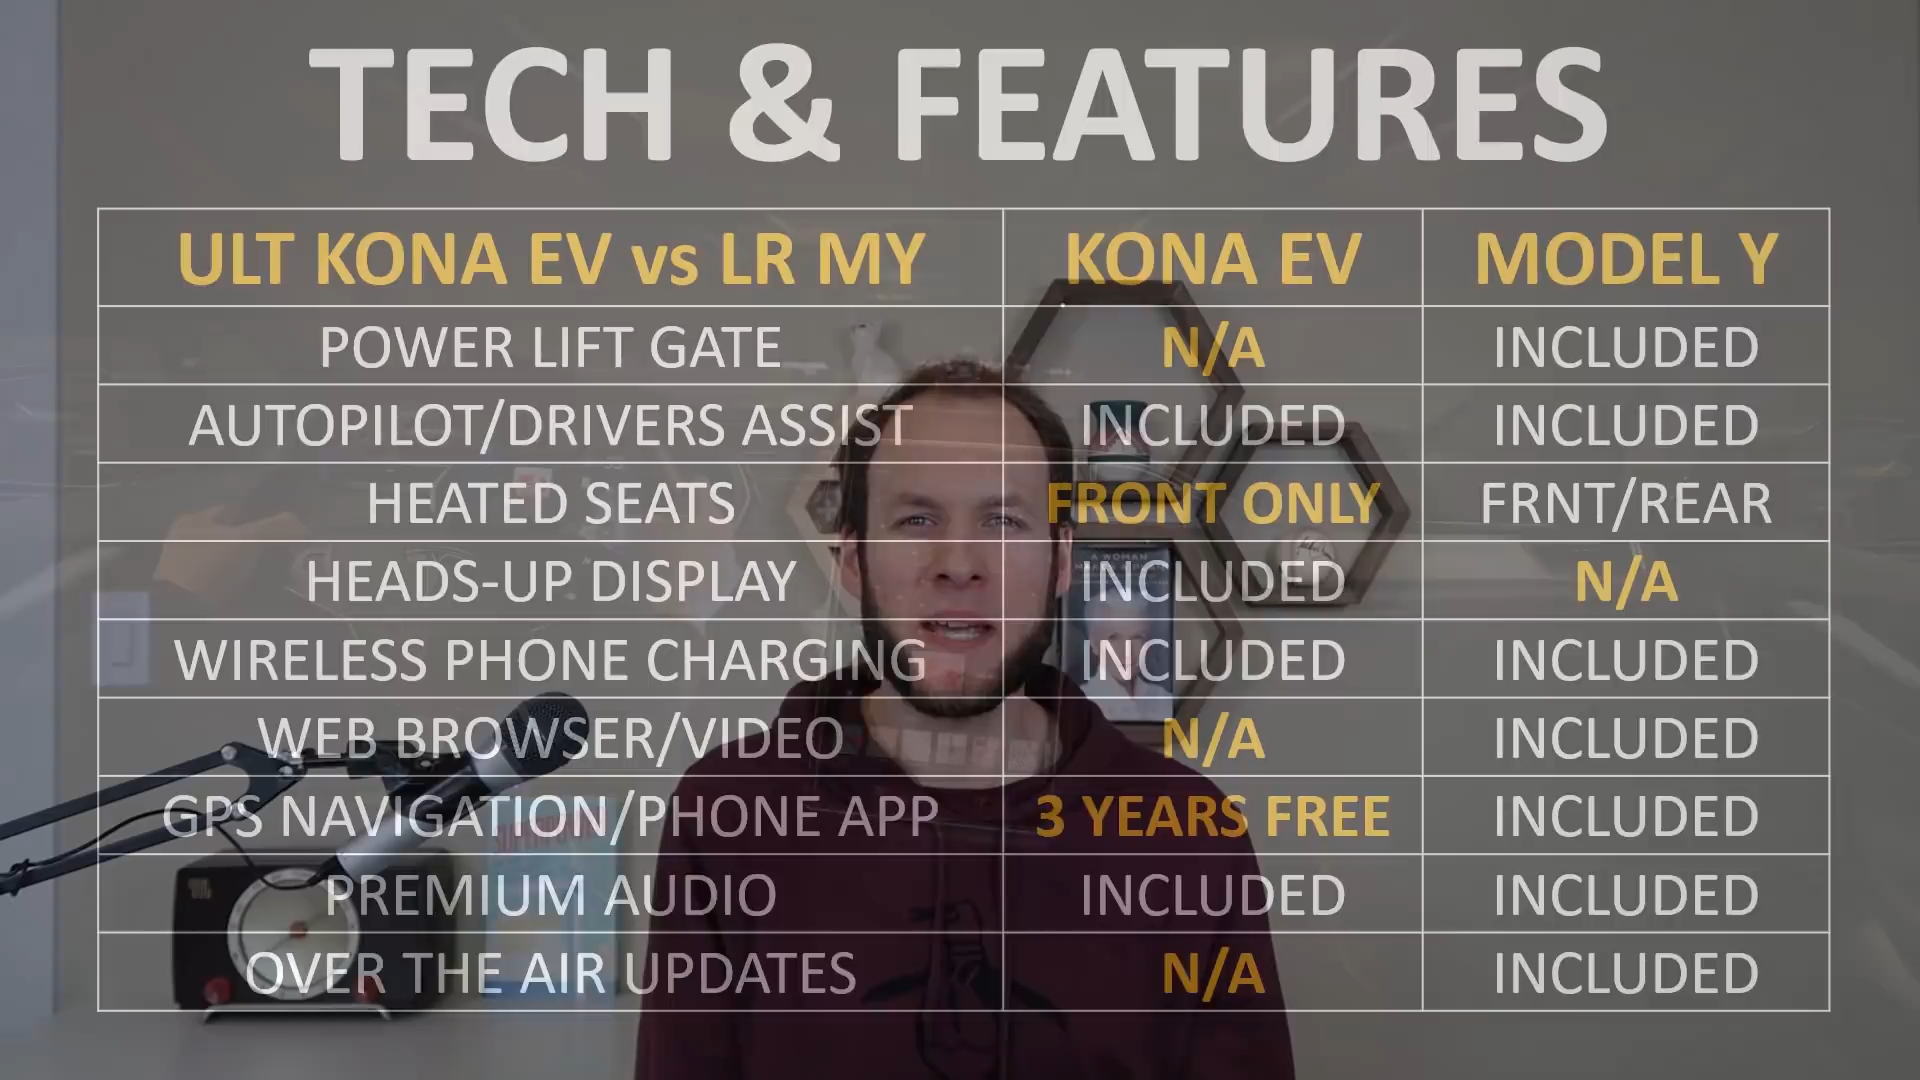 TECH & FEATURES
ULT KONA EV vs LR MY KONA EV MODEL Y
POWER LIFT GATE N/A INCLUDED
AUTOPILOT/DRIVERS ASSIST INCLUDED INCLUDED
HEATED SEATS FRONT ONLY FRNT/REAR
HEADS-UP DISPLAY INCLUDED N/A
WIRELESS PHONE CHARGING INCLUDED INCLUDED
WEB BROWSER/VIDEO N/A INCLUDED
GPS NAVIGATION/PHONE APP 3 YEARS FREE INCLUDED
PREMIUM AUDIO INCLUDED INCLUDED
OVER THE AIR UPDATES N/A INCLUDED
A WOMAN